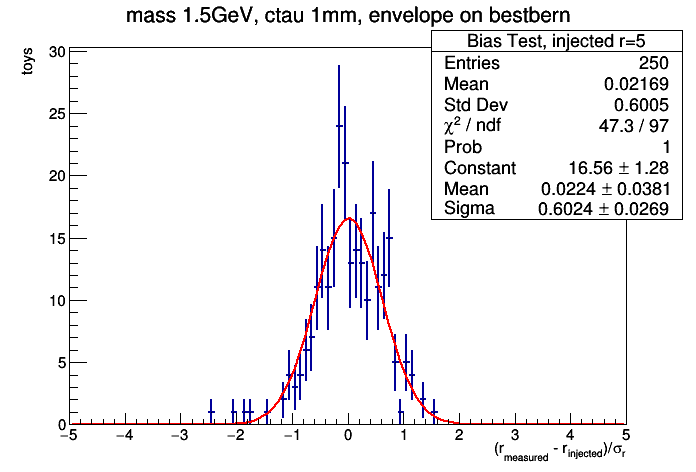 mass 1.5GeV, ctau 1mm, envelope on bestbern
Bias Test, injected r=5
Entries 250
Mean 0.02169
Std Dev 0.6005
χ² / ndf 47.3 / 97
Prob 1
Constant 16.56 ± 1.28
Mean 0.0224 ± 0.0381
Sigma 0.6024 ± 0.0269
toys
30
25
20
15
10
5
0
−5 −4 −3 −2 −1 0 1 2 3 4 5
(r_measured - r_injected)/σ_r